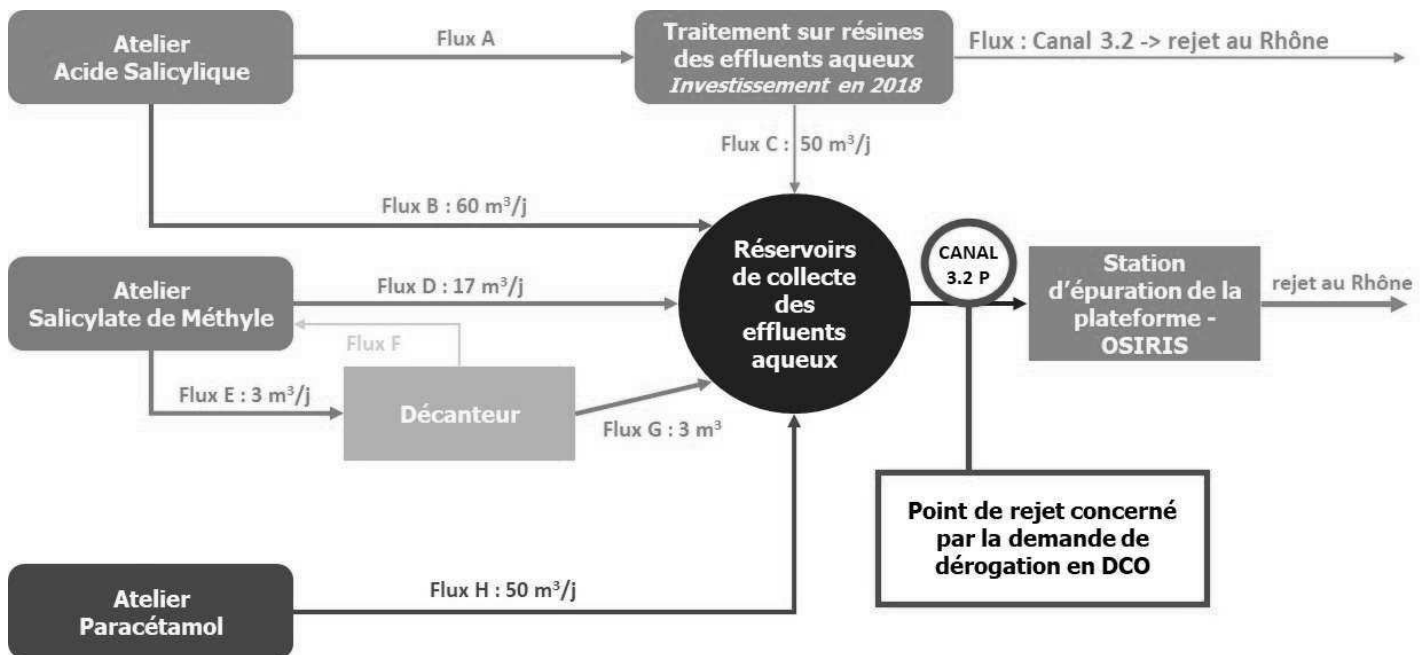 Atelier
Acide Salicylique
Flux A
Traitement sur résines
des effluents aqueux
Investissement en 2018
Flux : Canal 3.2 -> rejet au Rhône
Flux C : 50 m³/j
Flux B : 60 m³/j
Atelier
Salicylate de Méthyle
Flux D : 17 m³/j
Flux F
Flux E : 3 m³/j
Décanteur
Flux G : 3 m³
Réservoirs
de collecte
des
effluents
aqueux
CANAL
3.2 P
Station
d'épuration de la
plateforme -
OSIRIS
rejet au Rhône
Point de rejet concerné
par la demande de
dérogation en DCO
Atelier
Paracétamol
Flux H : 50 m³/j